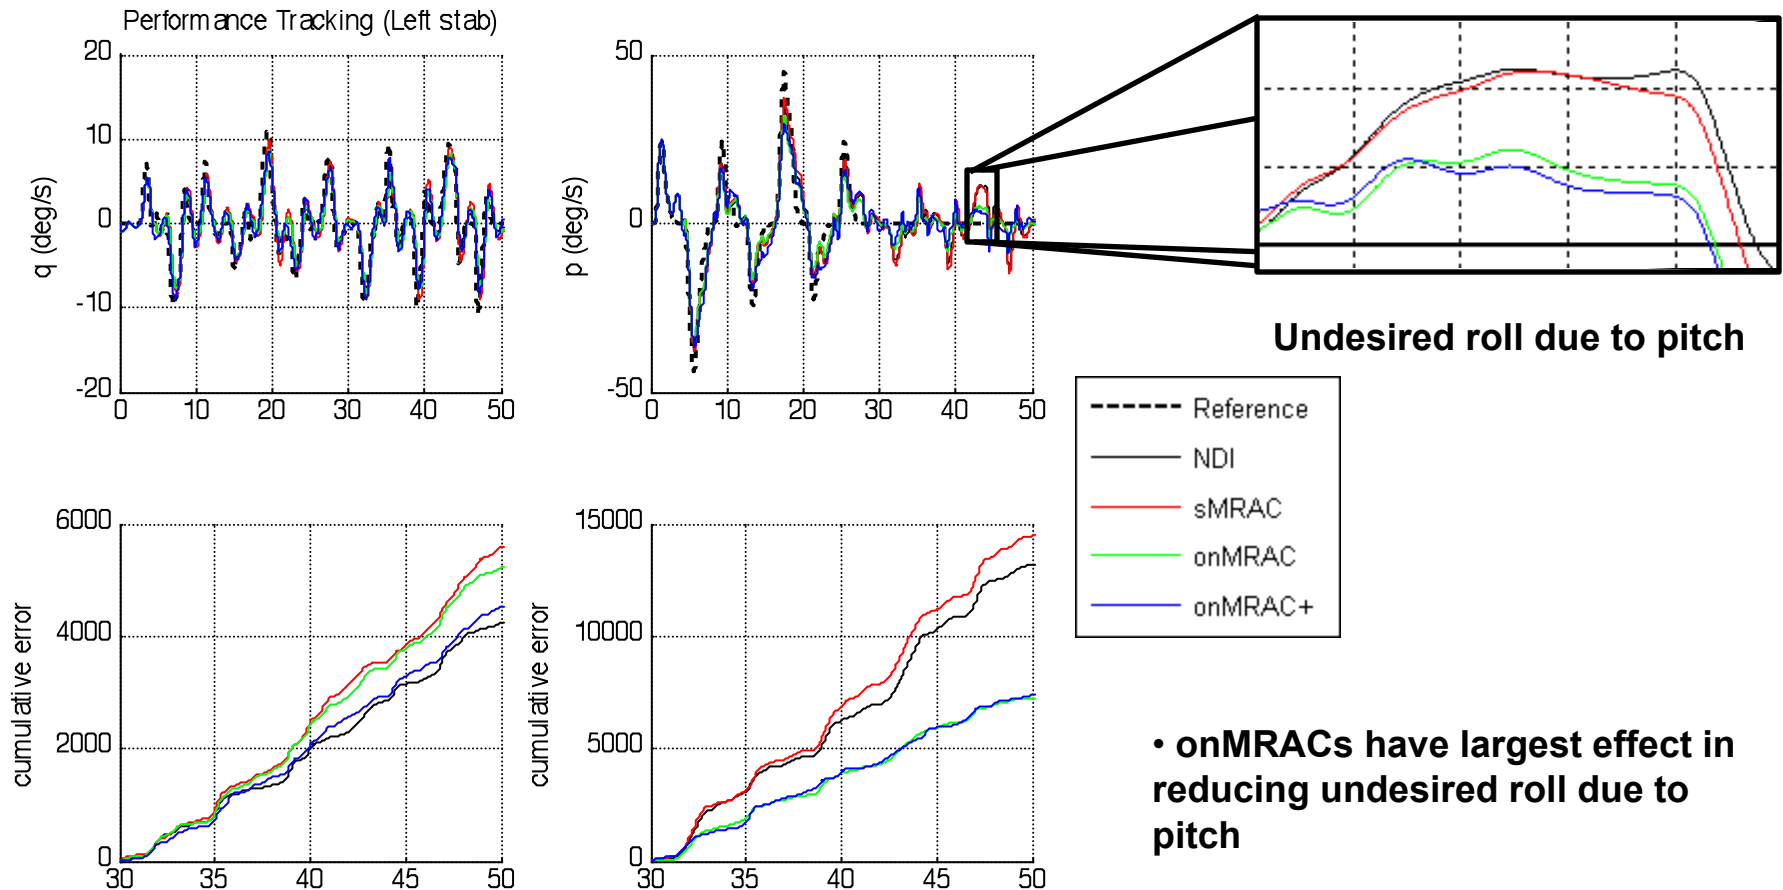 Performance Tracking (Left stab)
20
10
0
-10
-20
q (deg/s)
0 10 20 30 40 50
50
0
-50
p (deg/s)
0 10 20 30 40 50
Undesired roll due to pitch
Reference
NDI
sMRAC
onMRAC
onMRAC+
6000
4000
2000
0
cumulative error
30 35 40 45 50
15000
10000
5000
0
cumulative error
30 35 40 45 50
• onMRACs have largest effect in
reducing undesired roll due to
pitch